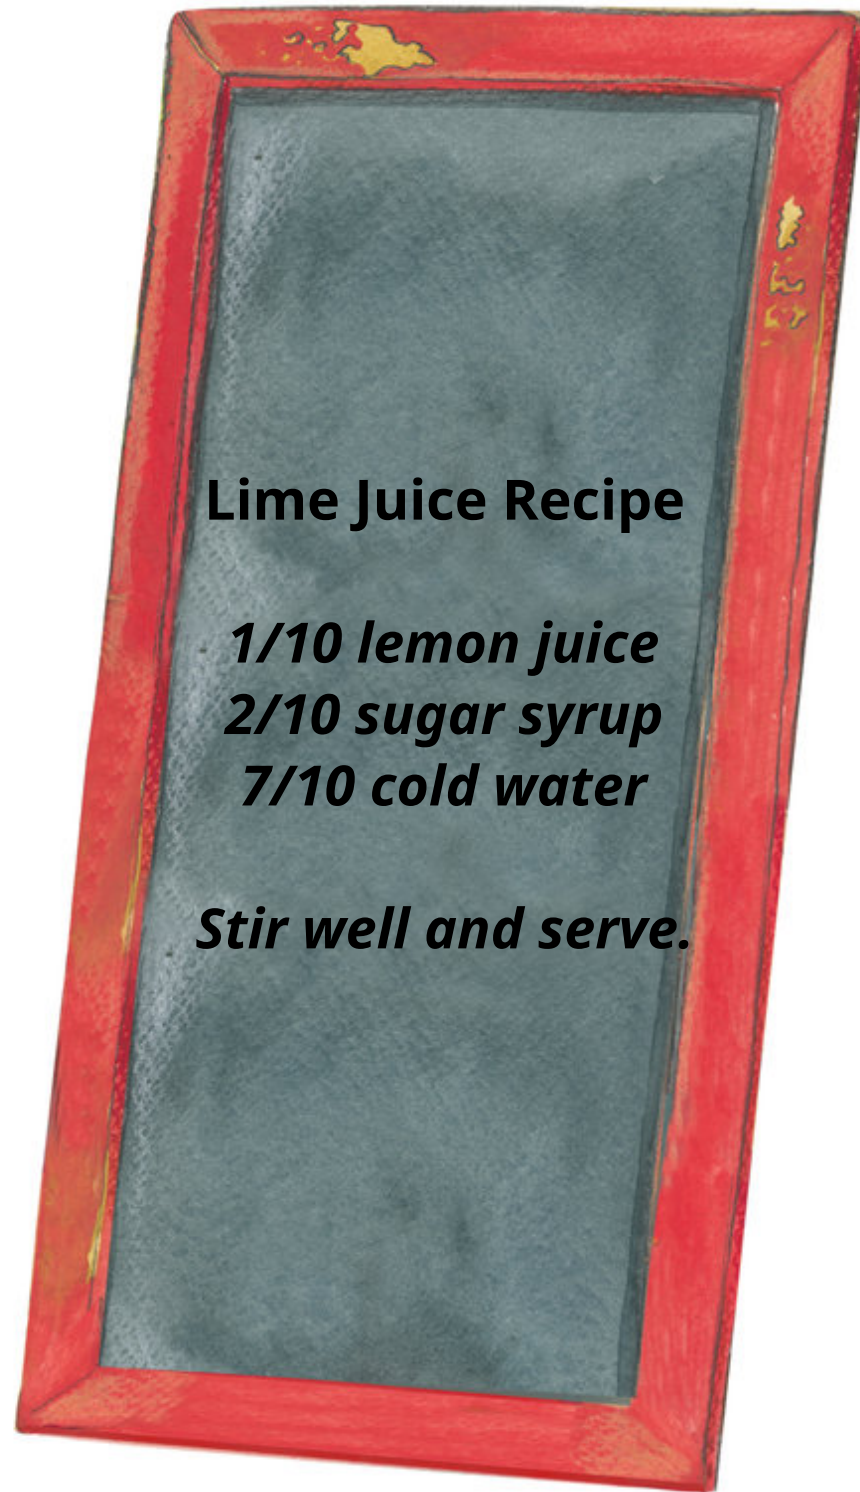 Lime Juice Recipe
1/10 lemon juice
2/10 sugar syrup
7/10 cold water
Stir well and serve.